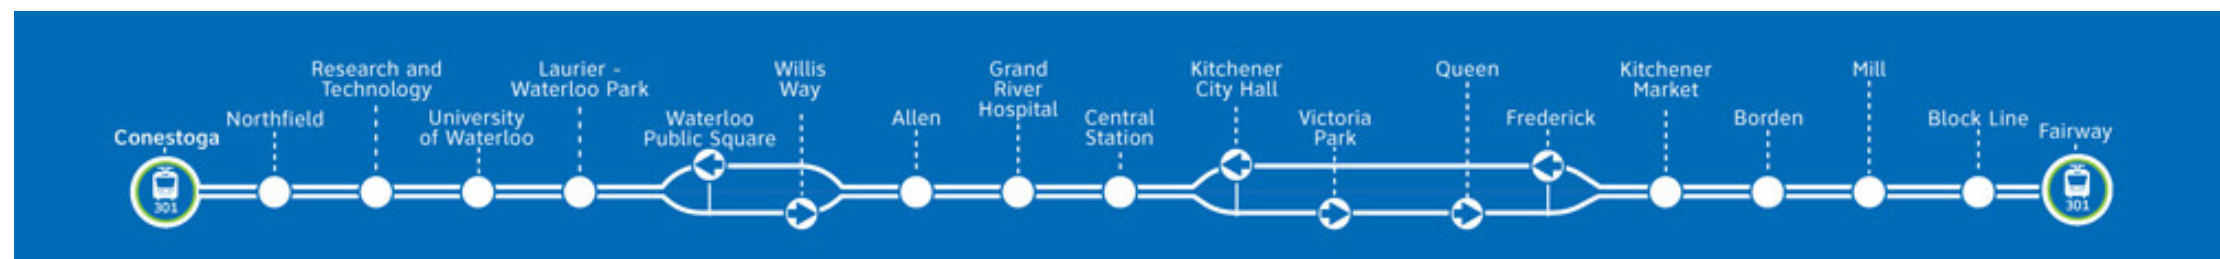 Conestoga
301
Northfield
Research and
Technology
University
of Waterloo
Laurier -
Waterloo Park
Waterloo
Public Square
Willis
Way
Allen
Grand
River
Hospital
Central
Station
Kitchener
City Hall
Victoria
Park
Queen
Frederick
Kitchener
Market
Borden
Mill
Block Line
Fairway
301